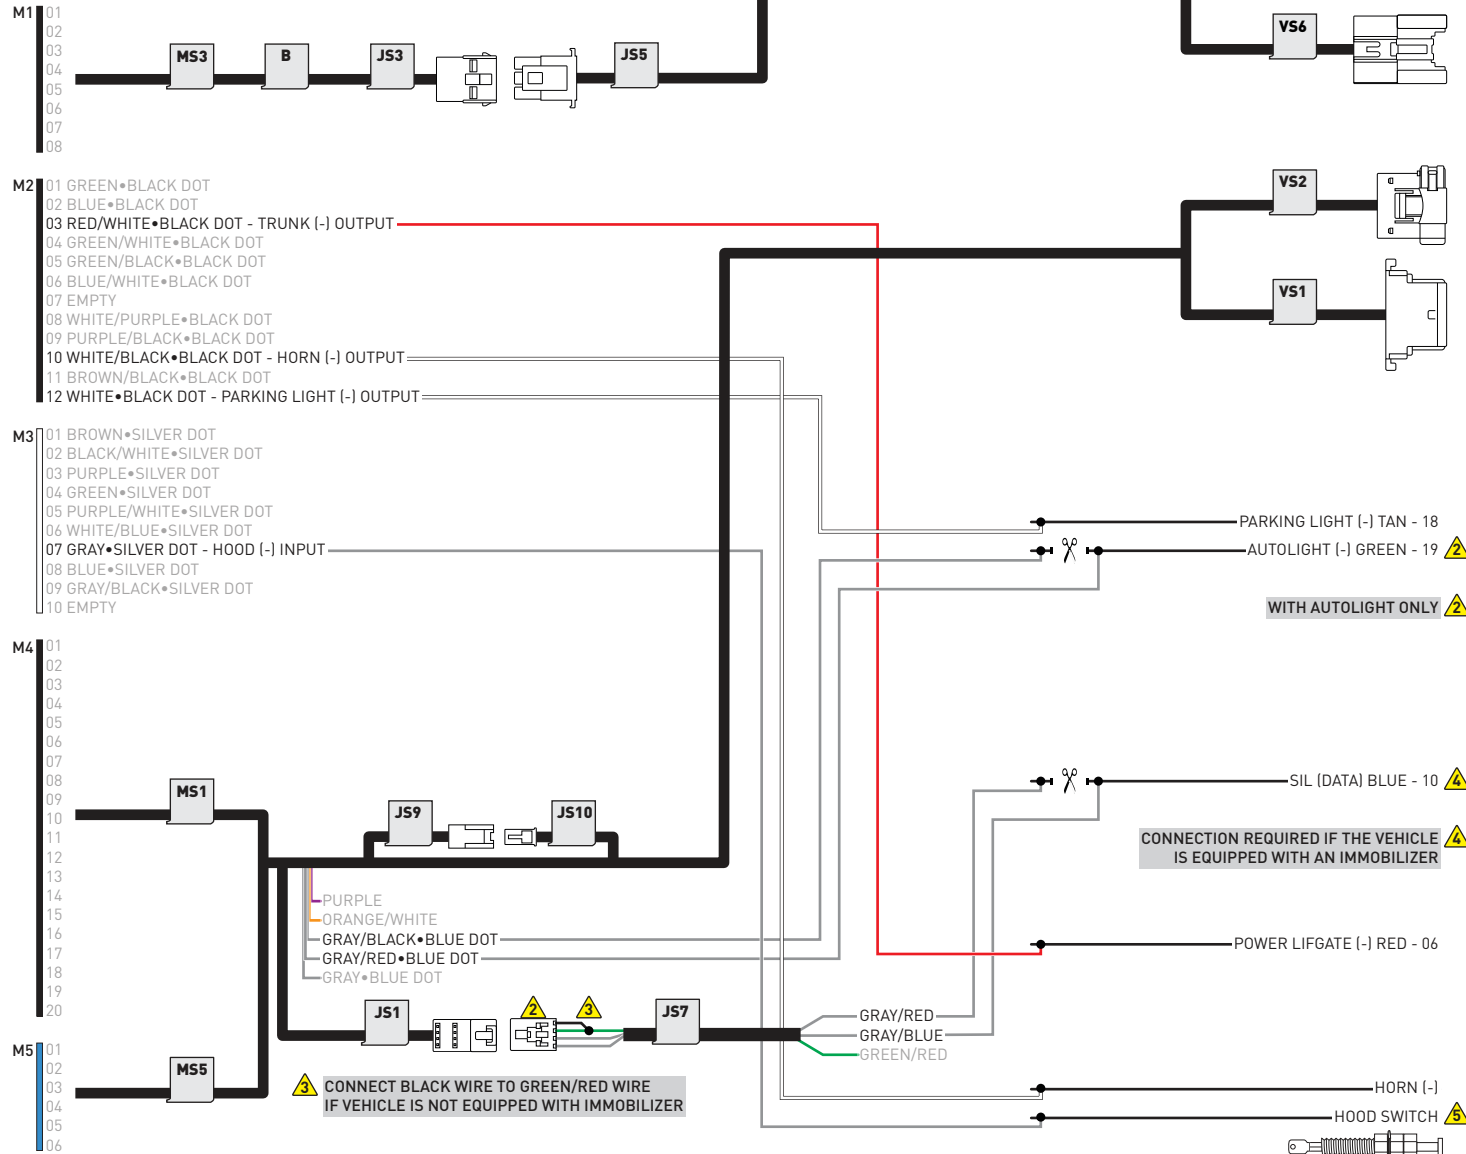 M1 01
02
03
04
05
06
07
08
MS3
B
JS3
JS5
VS6
M2 01 GREEN•BLACK DOT
02 BLUE•BLACK DOT
03 RED/WHITE•BLACK DOT - TRUNK (-) OUTPUT
04 GREEN/WHITE•BLACK DOT
05 GREEN/BLACK•BLACK DOT
06 BLUE/WHITE•BLACK DOT
07 EMPTY
08 WHITE/PURPLE•BLACK DOT
09 PURPLE/BLACK•BLACK DOT
10 WHITE/BLACK•BLACK DOT - HORN (-) OUTPUT
11 BROWN/BLACK•BLACK DOT
12 WHITE•BLACK DOT - PARKING LIGHT (-) OUTPUT
VS2
VS1
M3 01 BROWN•SILVER DOT
02 BLACK/WHITE•SILVER DOT
03 PURPLE•SILVER DOT
04 GREEN•SILVER DOT
05 PURPLE/WHITE•SILVER DOT
06 WHITE/BLUE•SILVER DOT
07 GRAY•SILVER DOT - HOOD (-) INPUT
08 BLUE•SILVER DOT
09 GRAY/BLACK•SILVER DOT
10 EMPTY
PARKING LIGHT (-) TAN - 18
AUTOLIGHT (-) GREEN - 19 2
WITH AUTOLIGHT ONLY 2
M4 01
02
03
04
05
06
07
08
09
10
11
12
13
14
15
16
17
18
19
20
MS1
JS9
JS10
SIL (DATA) BLUE - 10 4
CONNECTION REQUIRED IF THE VEHICLE 4
IS EQUIPPED WITH AN IMMOBILIZER
PURPLE
ORANGE/WHITE
GRAY/BLACK•BLUE DOT
GRAY/RED•BLUE DOT
GRAY•BLUE DOT
POWER LIFGATE (-) RED - 06
JS1
2
3
JS7
GRAY/RED
GRAY/BLUE
GREEN/RED
M5 01
02
03
04
05
06
MS5
3 CONNECT BLACK WIRE TO GREEN/RED WIRE
IF VEHICLE IS NOT EQUIPPED WITH IMMOBILIZER
HORN (-)
HOOD SWITCH 5